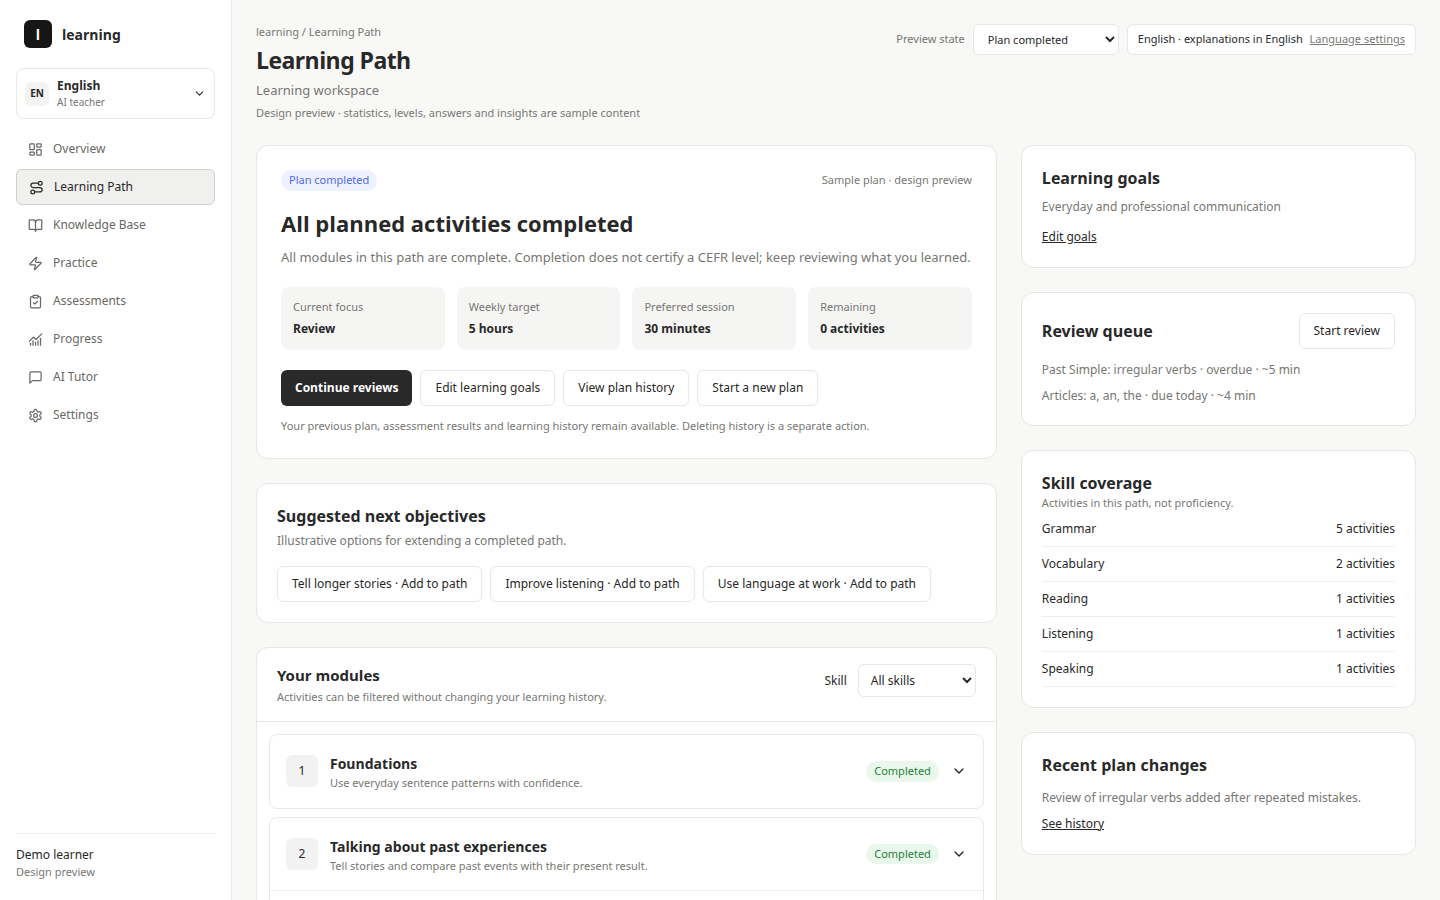 l learning
EN English
AI teacher
Overview
Learning Path
Knowledge Base
Practice
Assessments
Progress
AI Tutor
Settings
Demo learner
Design preview
learning / Learning Path
Learning Path
Learning workspace
Design preview · statistics, levels, answers and insights are sample content
Preview state Plan completed English · explanations in English Language settings
Plan completed Sample plan · design preview
All planned activities completed
All modules in this path are complete. Completion does not certify a CEFR level; keep reviewing what you learned.
Current focus
Review
Weekly target
5 hours
Preferred session
30 minutes
Remaining
0 activities
Continue reviews Edit learning goals View plan history Start a new plan
Your previous plan, assessment results and learning history remain available. Deleting history is a separate action.
Suggested next objectives
Illustrative options for extending a completed path.
Tell longer stories · Add to path Improve listening · Add to path Use language at work · Add to path
Your modules
Activities can be filtered without changing your learning history.
Skill All skills
1 Foundations
Use everyday sentence patterns with confidence.
Completed
2 Talking about past experiences
Tell stories and compare past events with their present result.
Completed
Learning goals
Everyday and professional communication
Edit goals
Review queue Start review
Past Simple: irregular verbs · overdue · ~5 min
Articles: a, an, the · due today · ~4 min
Skill coverage
Activities in this path, not proficiency.
Grammar 5 activities
Vocabulary 2 activities
Reading 1 activities
Listening 1 activities
Speaking 1 activities
Recent plan changes
Review of irregular verbs added after repeated mistakes.
See history